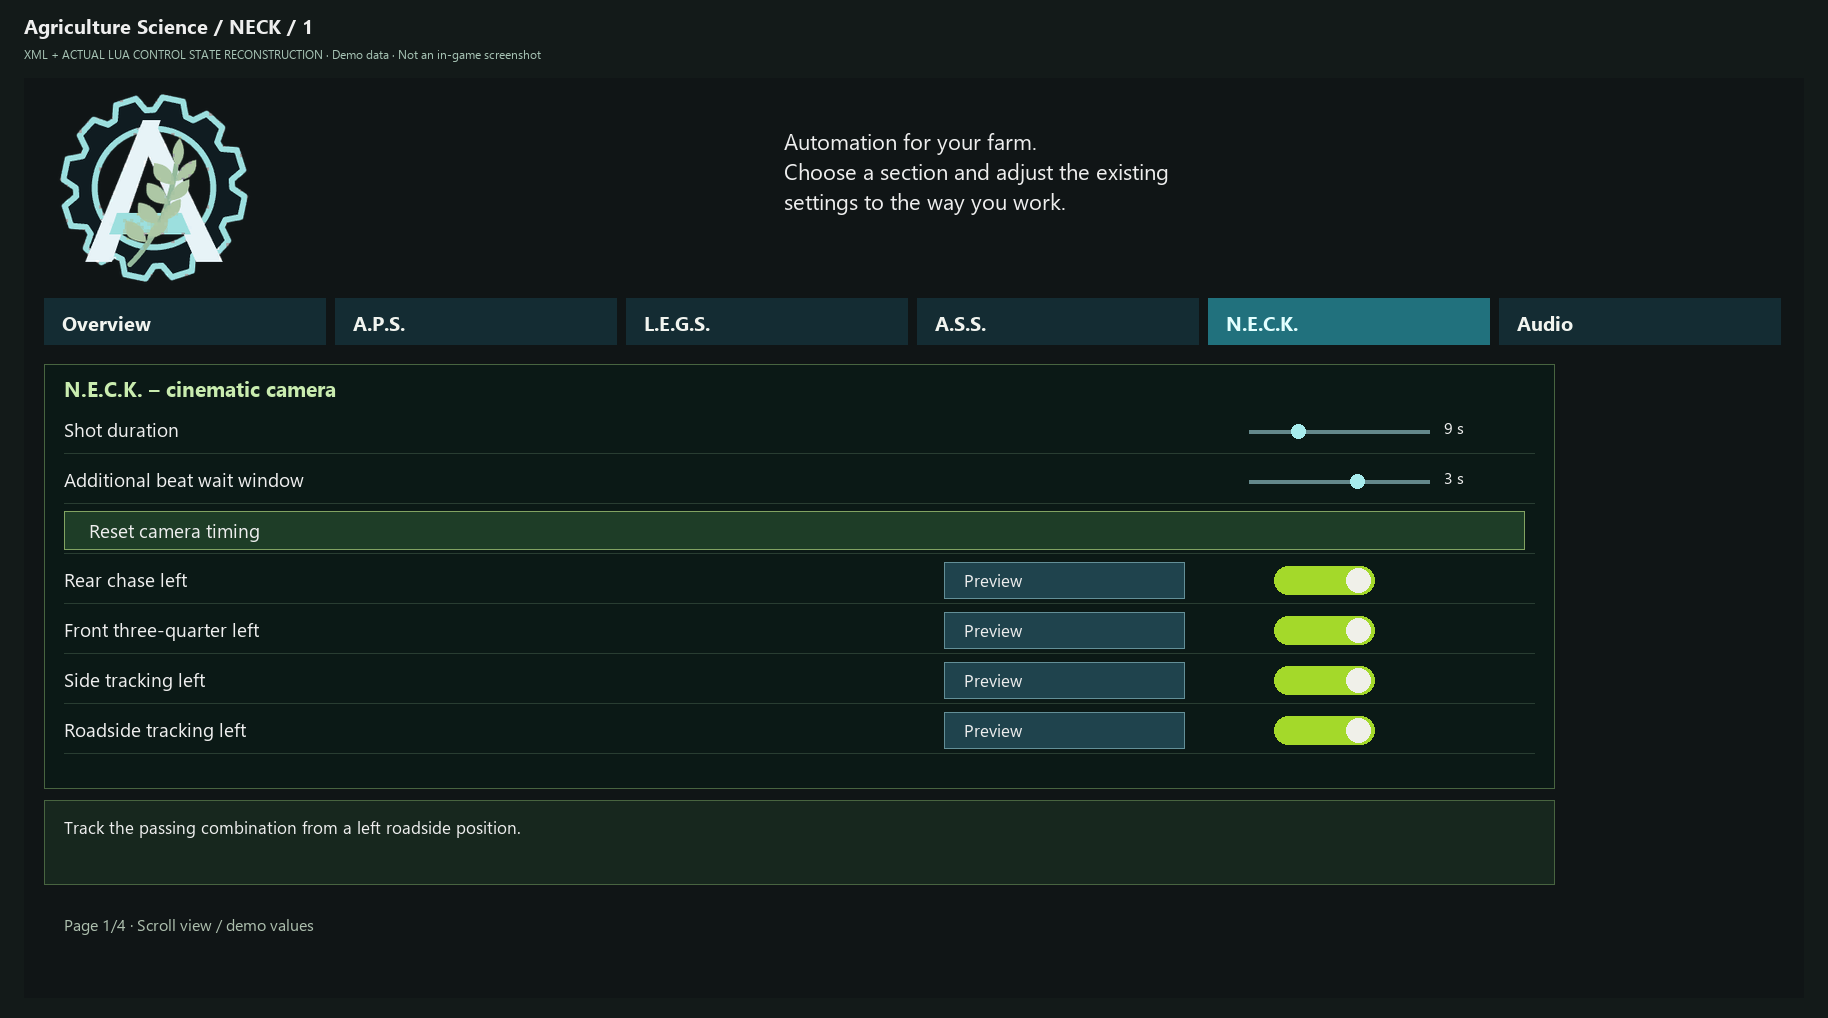 Agriculture Science / NECK / 1
XML + ACTUAL LUA CONTROL STATE RECONSTRUCTION · Demo data · Not an in-game screenshot
Automation for your farm.
Choose a section and adjust the existing
settings to the way you work.
Overview
A.P.S.
L.E.G.S.
A.S.S.
N.E.C.K.
Audio
N.E.C.K. – cinematic camera
Shot duration
9 s
Additional beat wait window
3 s
Reset camera timing
Rear chase left
Preview
Front three-quarter left
Preview
Side tracking left
Preview
Roadside tracking left
Preview
Track the passing combination from a left roadside position.
Page 1/4 · Scroll view / demo values